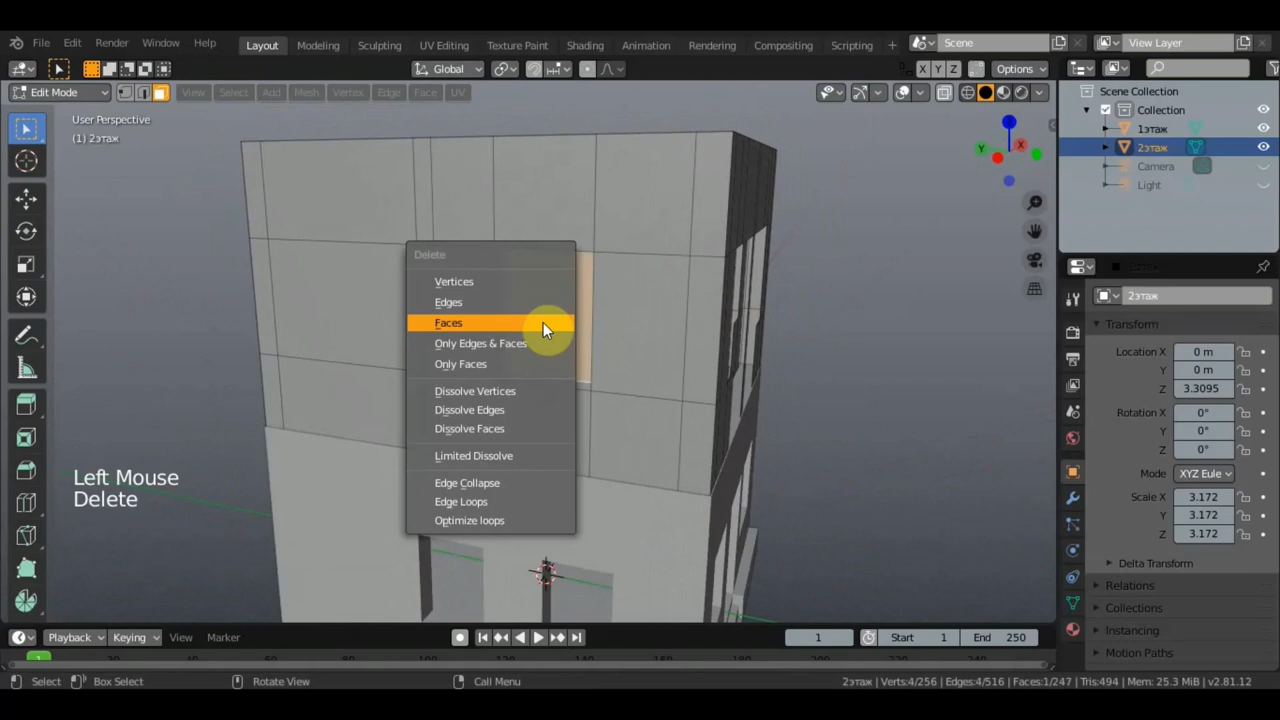 File Edit Render Window Help Layout Modeling Sculpting UV Editing Texture Paint Shading Animation Rendering Compositing Scripting + Scene View Layer
Global X Y Z Options
Edit Mode View Select Add Mesh Vertex Edge Face UV
User Perspective
(1) 2этаж
Scene Collection
Collection
1этаж
2этаж
Camera
Light
Y X
Delete
Vertices
Edges
Faces
Only Edges & Faces
Only Faces
Dissolve Vertices
Dissolve Edges
Dissolve Faces
Limited Dissolve
Edge Collapse
Edge Loops
Optimize loops
Left Mouse
Delete
2этаж
Transform
Location X 0 m
Y 0 m
Z 3.3095
Rotation X 0°
Y 0°
Z 0°
Mode XYZ Eule
Scale X 3.172
Y 3.172
Z 3.172
Delta Transform
Relations
Collections
Instancing
Motion Paths
Playback Keying View Marker 1 Start 1 End 250
1
Select Box Select Rotate View Call Menu 2этаж | Verts:4/256 | Edges:4/516 | Faces:1/247 | Tris:494 | Mem: 25.3 MiB | v2.81.12